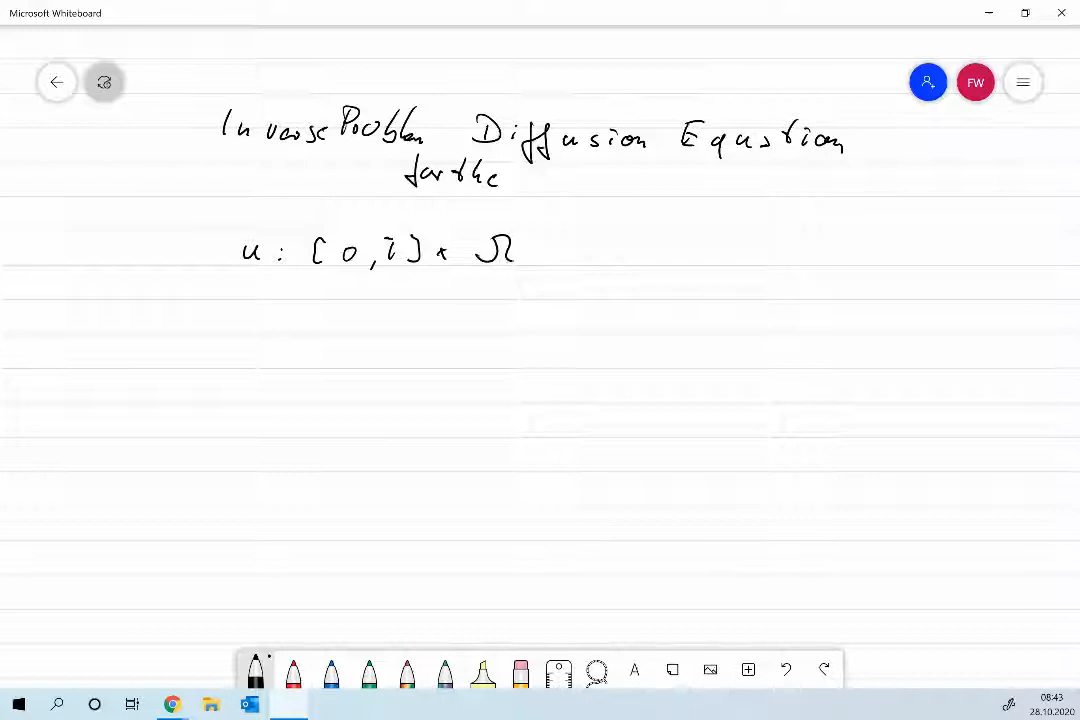 Microsoft Whiteboard
FW
Inverse Problem Diffusion Equation
for the
u : [0,T] × Ω
A
08:43
28.10.2020